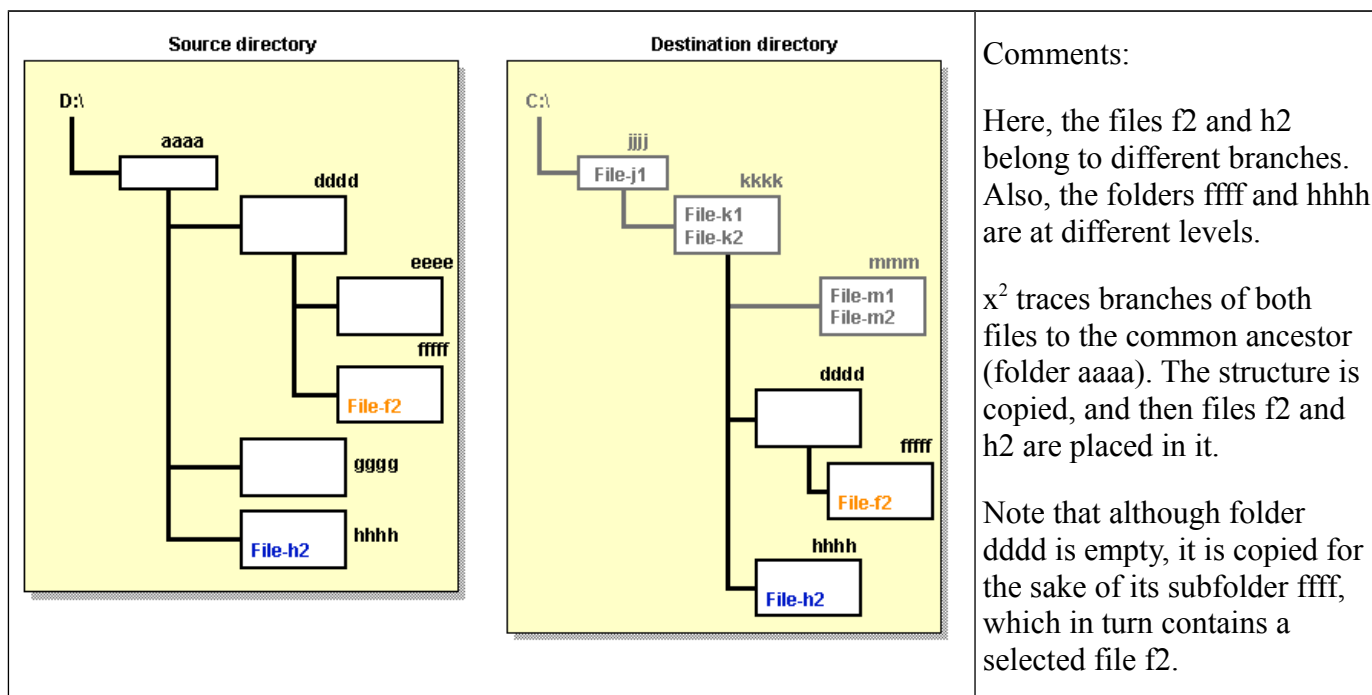 Source directory
D:\
aaaa
dddd
eeee
fffff
File-f2
gggg
hhhh
File-h2
Destination directory
C:\
jjjj
File-j1
kkkk
File-k1
File-k2
mmm
File-m1
File-m2
dddd
fffff
File-f2
hhhh
File-h2
Comments:
Here, the files f2 and h2
belong to different branches.
Also, the folders ffff and hhhh
are at different levels.
x² traces branches of both
files to the common ancestor
(folder aaaa). The structure is
copied, and then files f2 and
h2 are placed in it.
Note that although folder
dddd is empty, it is copied for
the sake of its subfolder ffff,
which in turn contains a
selected file f2.